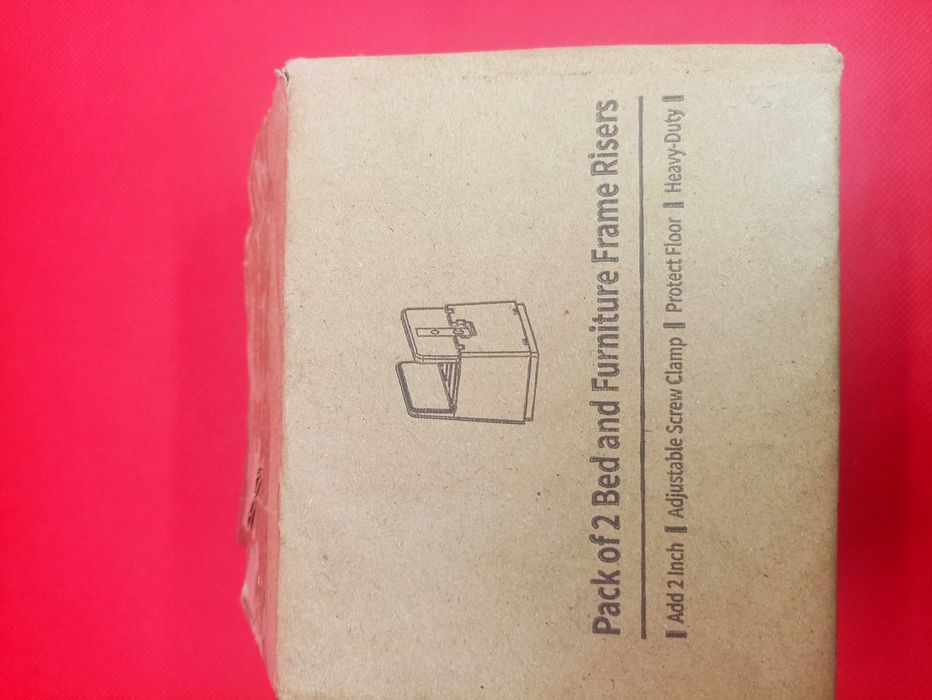 Pack of 2 Bed and Furniture Frame Risers
Add 2 Inch Adjustable Screw Clamp Protect Floor Heavy-Duty